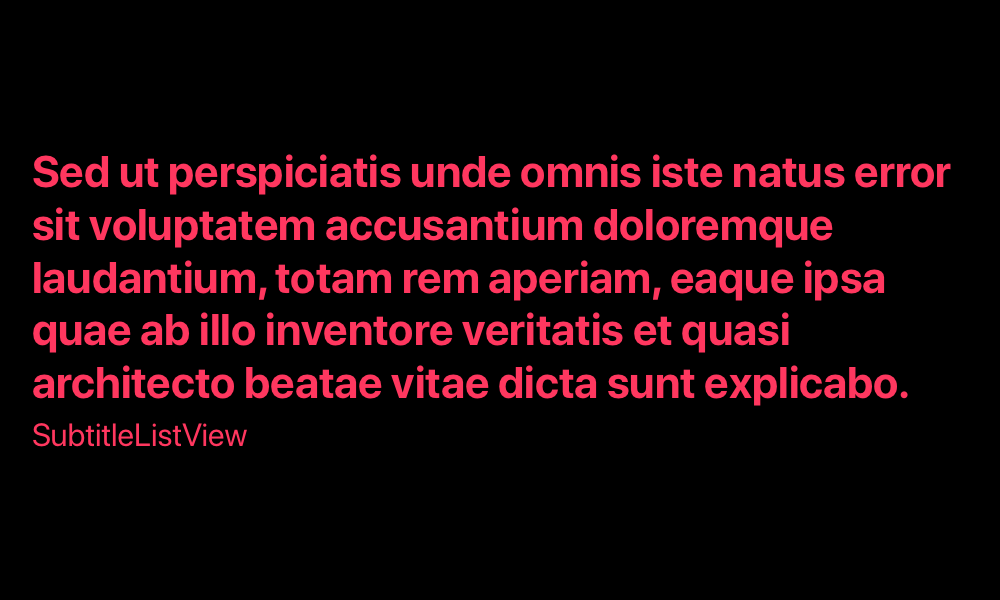 Sed ut perspiciatis unde omnis iste natus error
sit voluptatem accusantium doloremque
laudantium, totam rem aperiam, eaque ipsa
quae ab illo inventore veritatis et quasi
architecto beatae vitae dicta sunt explicabo.
SubtitleListView